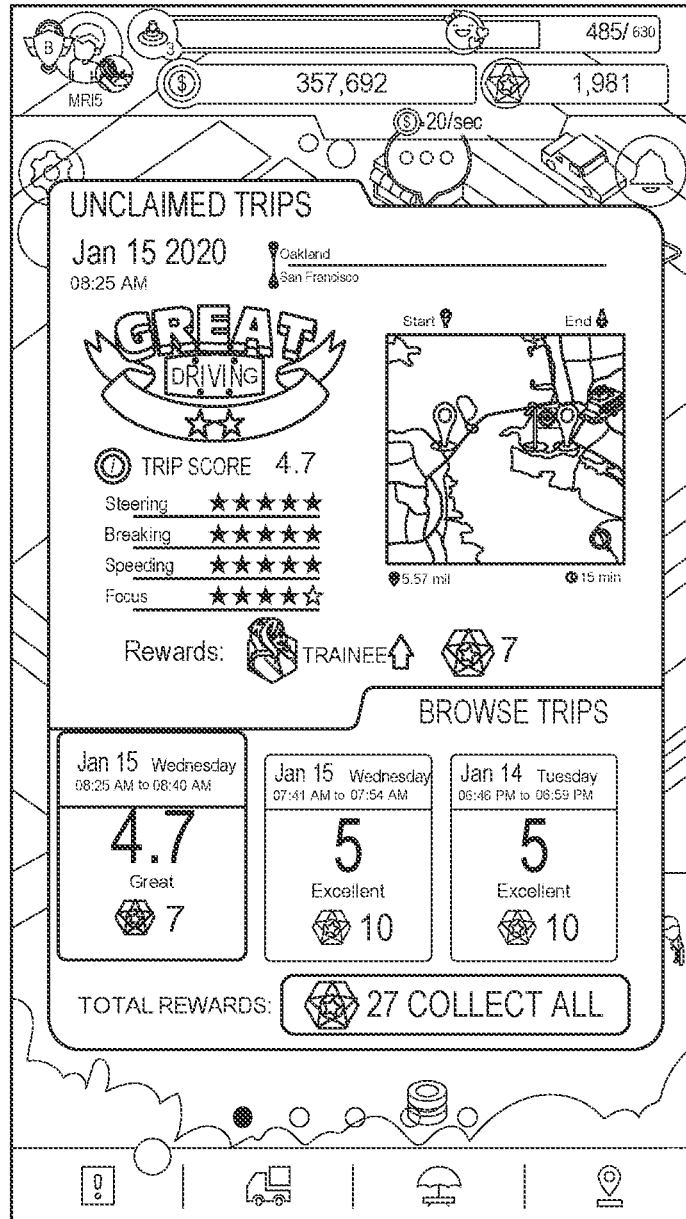 B
3
485/630
MRI5
$ 357,692
1,981
$ 20/sec
UNCLAIMED TRIPS
Jan 15 2020
08:25 AM
Oakland
San Francisco
GREAT
DRIVING
Start
End
i TRIP SCORE 4.7
Steering
Breaking
Speeding
Focus
5.57 mil
15 min
Rewards: TRAINEE 7
BROWSE TRIPS
Jan 15 Wednesday
08:25 AM to 08:40 AM
4.7
Great
7
Jan 15 Wednesday
07:41 AM to 07:54 AM
5
Excellent
10
Jan 14 Tuesday
06:46 PM to 06:59 PM
5
Excellent
10
TOTAL REWARDS: 27 COLLECT ALL
!